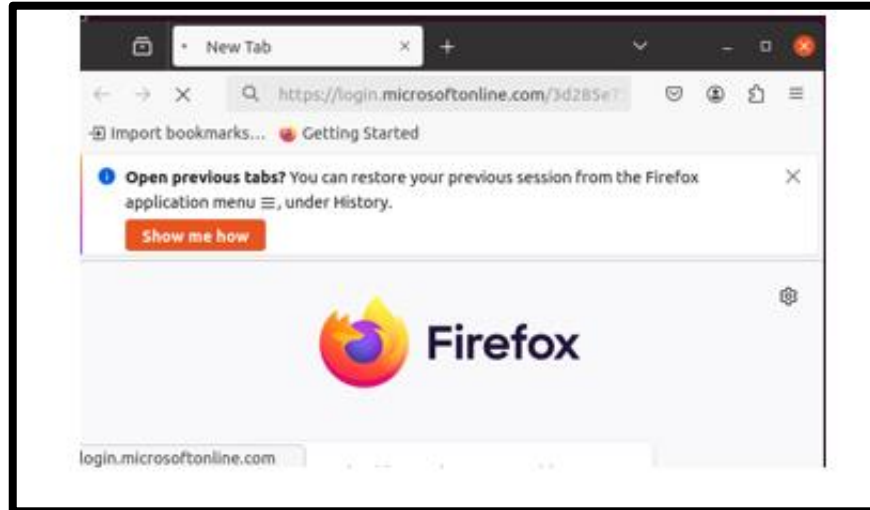 New Tab
https://login.microsoftonline.com/3d285e7
Import bookmarks... Getting Started
Open previous tabs? You can restore your previous session from the Firefox
application menu ☰, under History.
Show me how
Firefox
login.microsoftonline.com